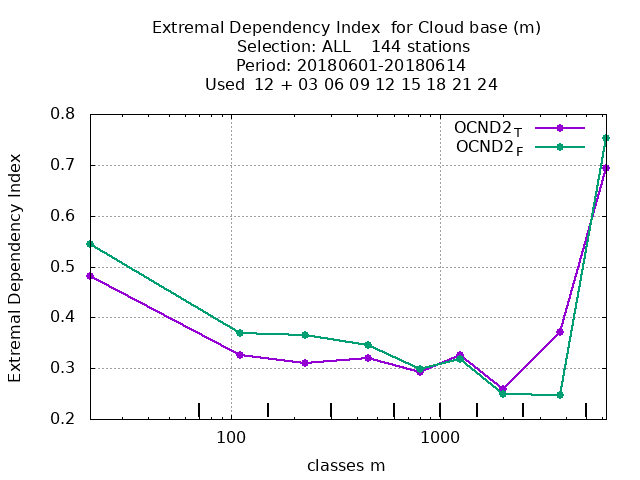 Extremal Dependency Index  for Cloud base (m)
Selection: ALL    144 stations
Period: 20180601-20180614
Used  12 + 03 06 09 12 15 18 21 24
OCND2T
OCND2F
0.8
0.7
0.6
0.5
0.4
0.3
0.2
Extremal Dependency Index
100
1000
classes m